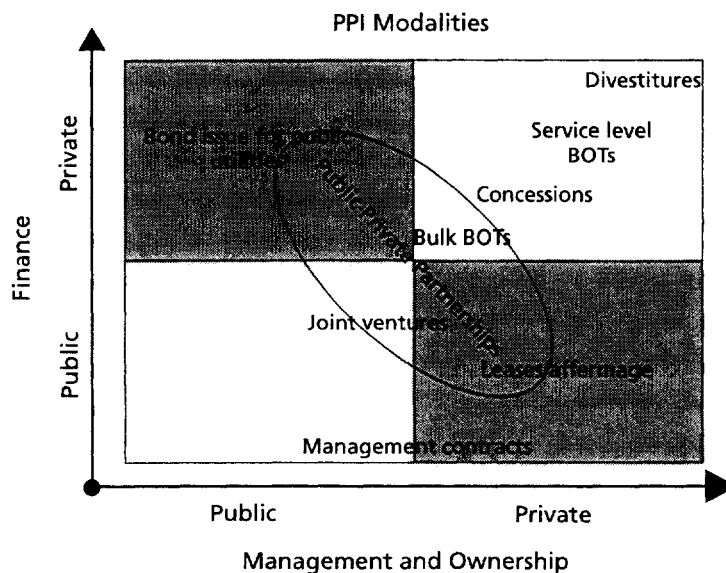 PPI Modalities
Divestitures
Bond issue for public
utilities
Service level
BOTs
Private
Concessions
Public-Private Partnerships
Bulk BOTs
Finance
Joint ventures
Public
Leases/affermage
Management contracts
Public
Private
Management and Ownership